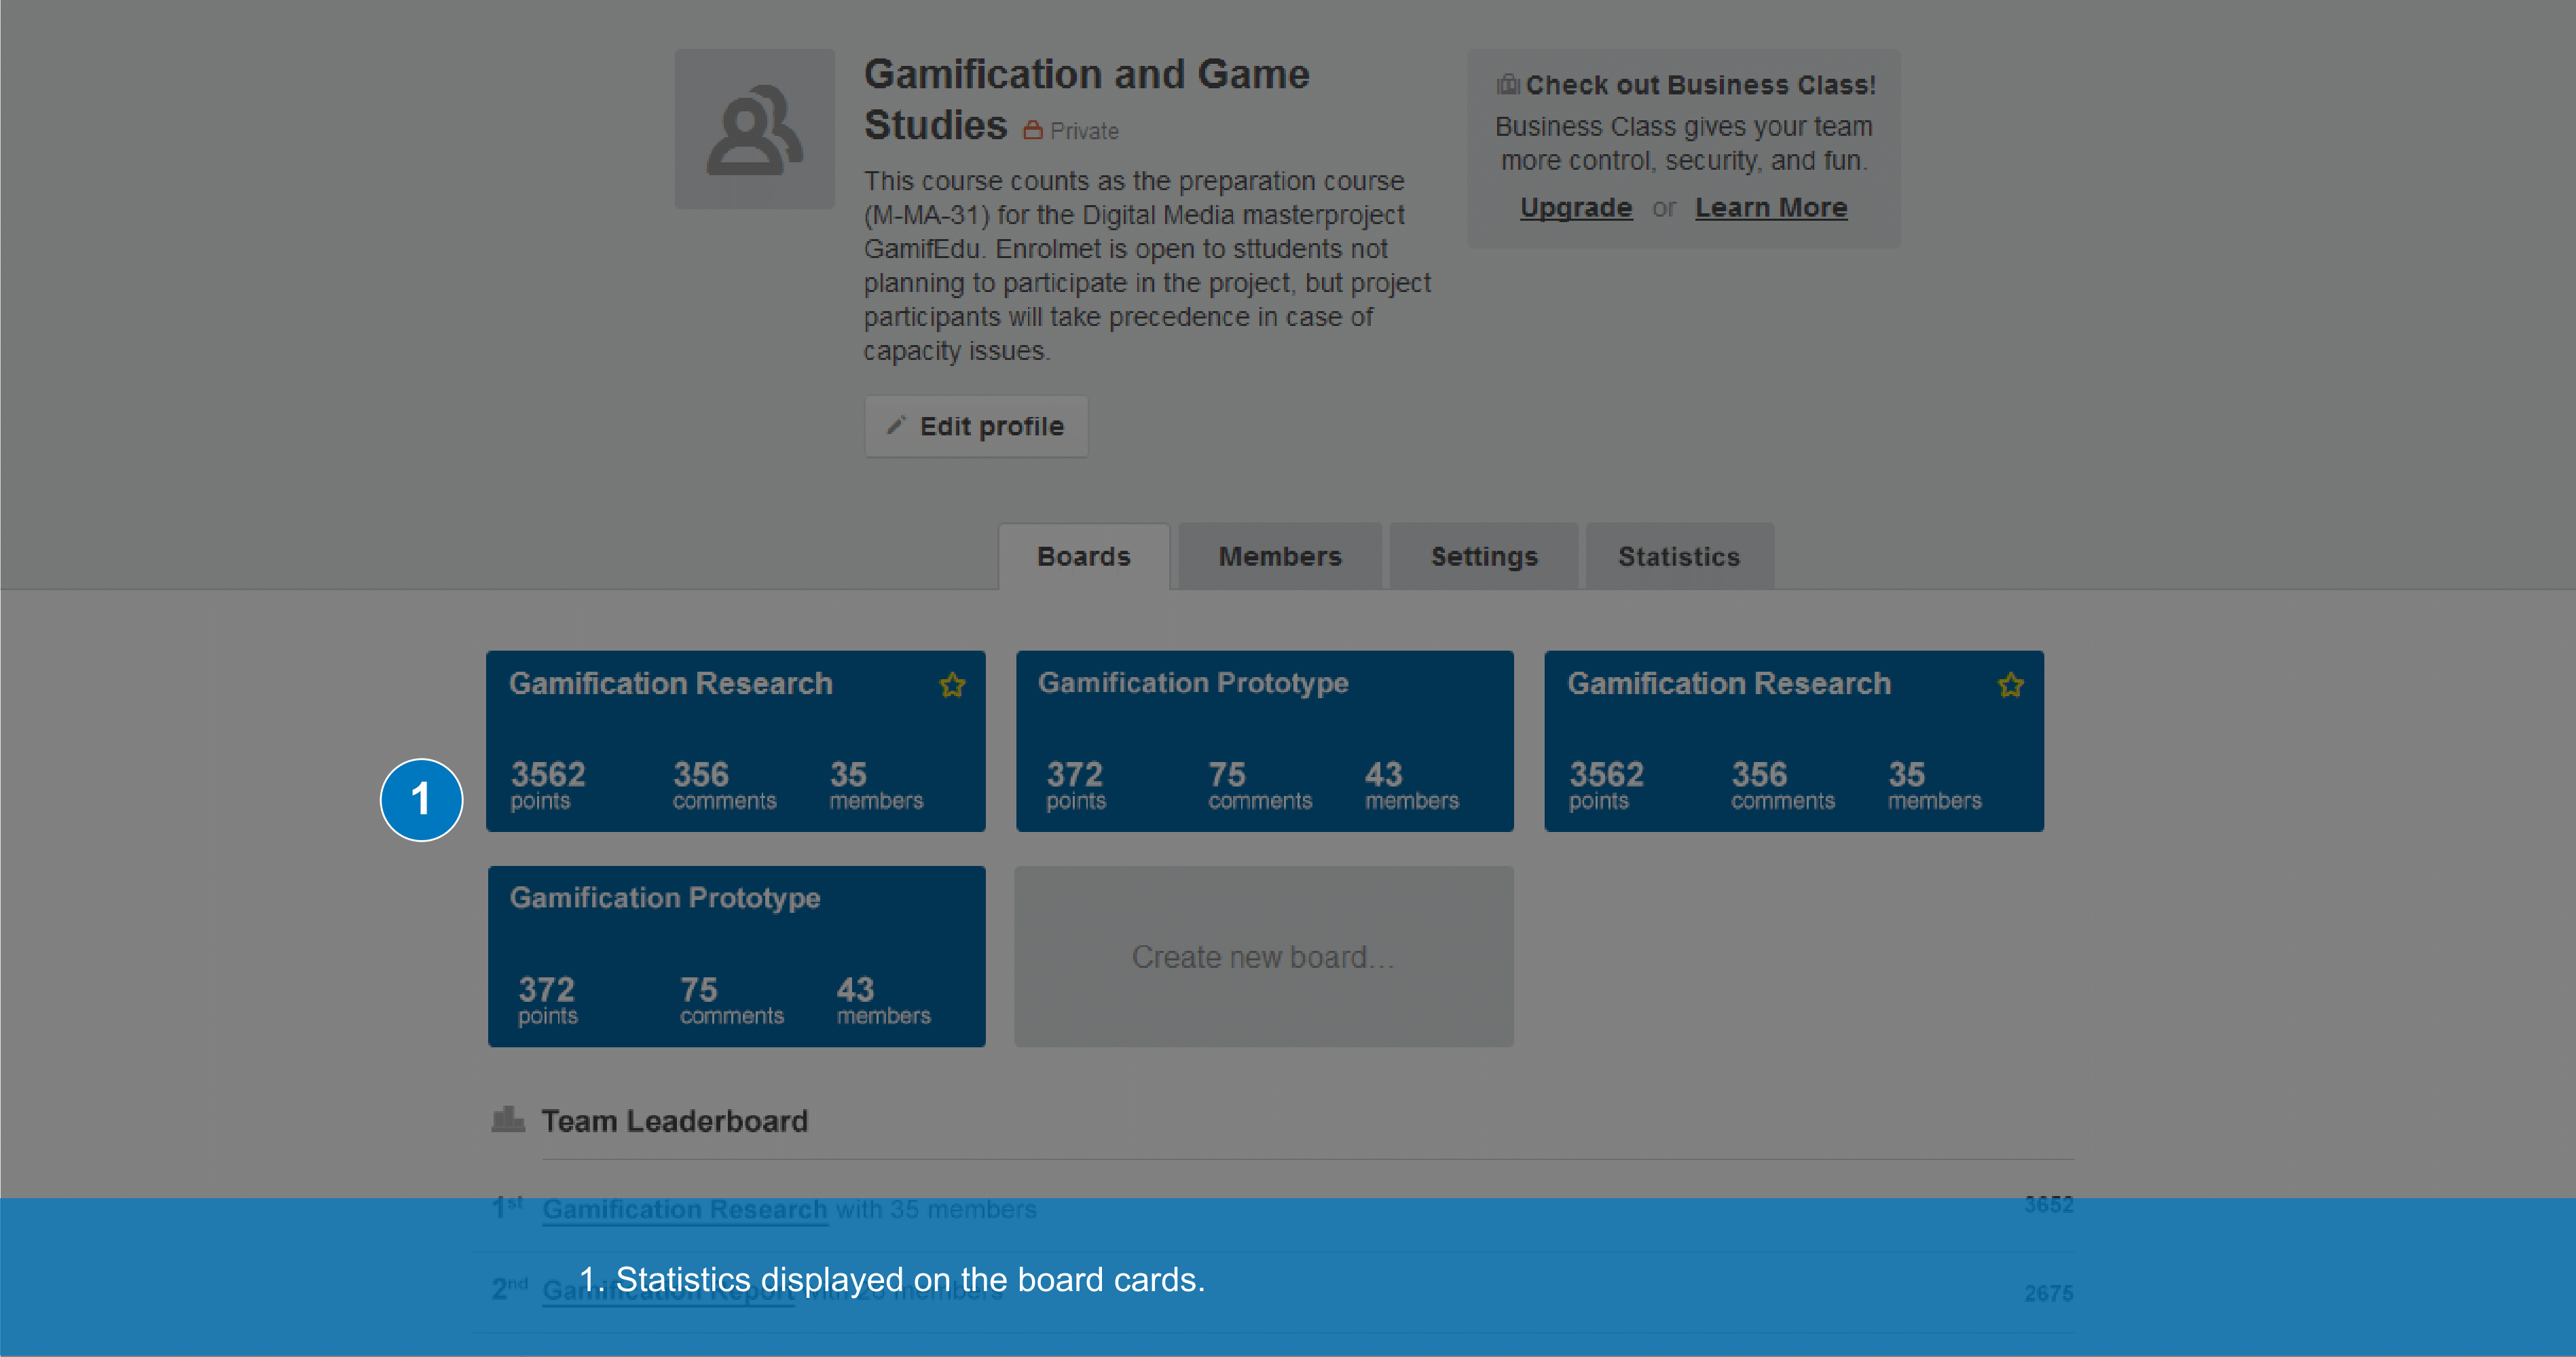 Gamification and Game
Studies Private
This course counts as the preparation course
(M-MA-31) for the Digital Media masterproject
GamifEdu. Enrolmet is open to sttudents not
planning to participate in the project, but project
participants will take precedence in case of
capacity issues.
Edit profile
Check out Business Class!
Business Class gives your team
more control, security, and fun.
Upgrade or Learn More
Boards Members Settings Statistics
Gamification Research
3562 356 35
points comments members
Gamification Prototype
372 75 43
points comments members
Gamification Research
3562 356 35
points comments members
1
Gamification Prototype
372 75 43
points comments members
Create new board...
Team Leaderboard
1st Gamification Research with 35 members 3652
2nd Gamification Report with members 2675
1. Statistics displayed on the board cards.